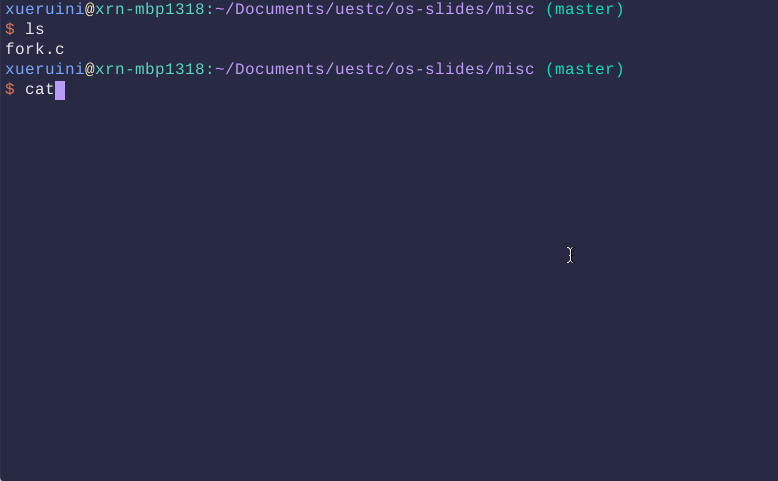 xueruini@xrn-mbp1318:~/Documents/uestc/os-slides/misc (master)
$ ls
fork.c
xueruini@xrn-mbp1318:~/Documents/uestc/os-slides/misc (master)
$ cat